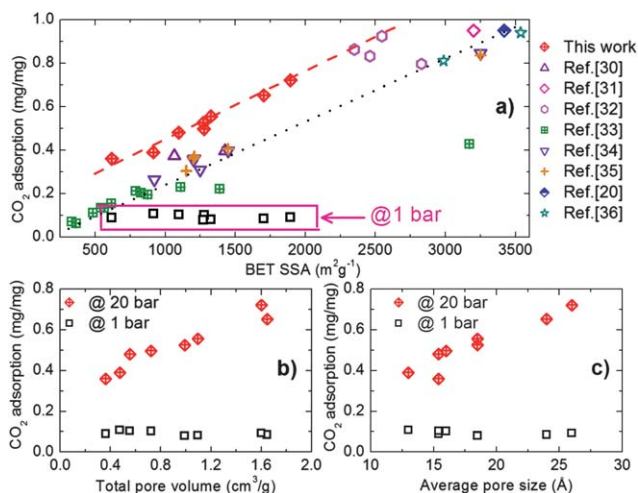 a)
1.0
0.8
0.6
0.4
0.2
0.0
CO₂ adsorption (mg/mg)
500 1000 1500 2000 2500 3000 3500
BET SSA (m²g⁻¹)
@1 bar
This work
Ref.[30]
Ref.[31]
Ref.[32]
Ref.[33]
Ref.[34]
Ref.[35]
Ref.[20]
Ref.[36]
0.8
0.6
0.4
0.2
0.0
CO₂ adsorption (mg/mg)
@ 20 bar
@ 1 bar
b)
0.0 0.4 0.8 1.2 1.6 2.0
Total pore volume (cm³/g)
0.8
0.6
0.4
0.2
0.0
CO₂ adsorption (mg/mg)
@ 20 bar
@ 1 bar
c)
10 15 20 25 30
Average pore size (Å)